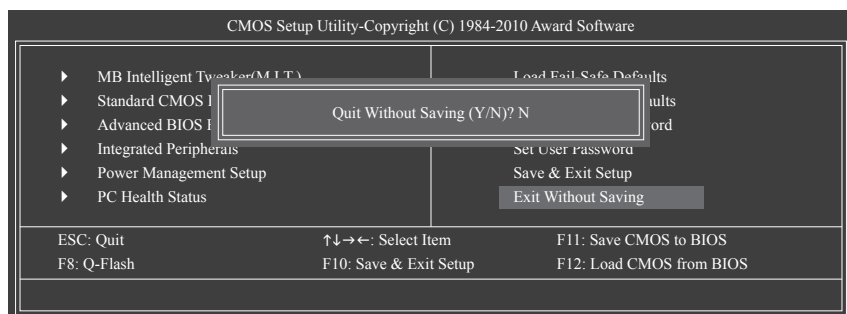 CMOS Setup Utility-Copyright (C) 1984-2010 Award Software
MB Intelligent Tweaker(M.I.T.)
Standard CMOS
Advanced BIOS
Integrated Peripherals
Power Management Setup
PC Health Status
Load Fail-Safe Defaults
Set User Password
Save & Exit Setup
Exit Without Saving
Quit Without Saving (Y/N)? N
ESC: Quit
↑↓→←: Select Item
F11: Save CMOS to BIOS
F8: Q-Flash
F10: Save & Exit Setup
F12: Load CMOS from BIOS